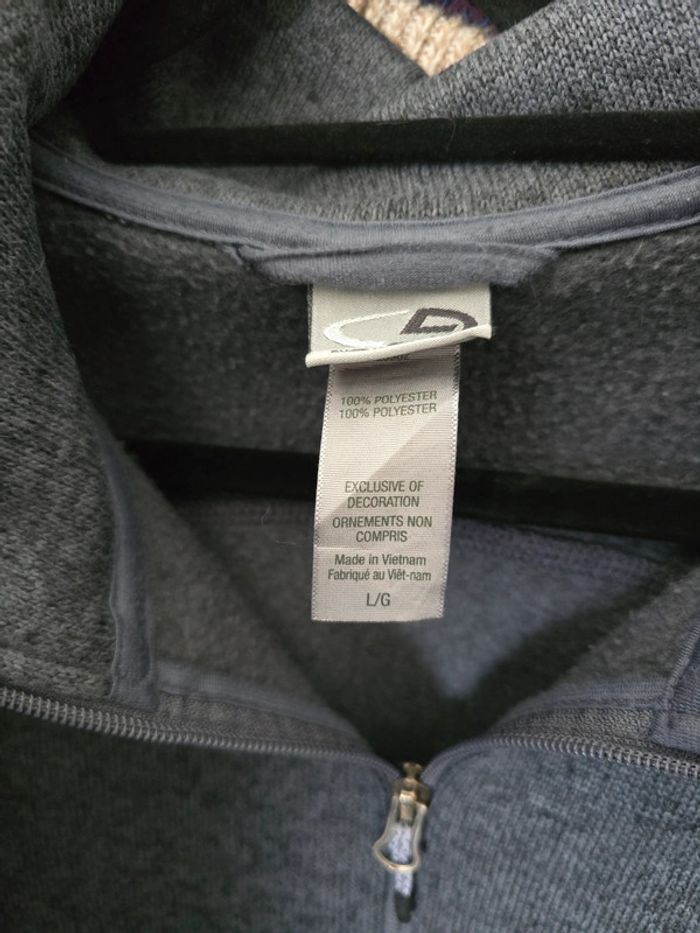 100% POLYESTER
100% POLYESTER
EXCLUSIVE OF
DECORATION
ORNEMENTS NON
COMPRIS
Made in Vietnam
Fabriqué au Viêt-nam
L/G